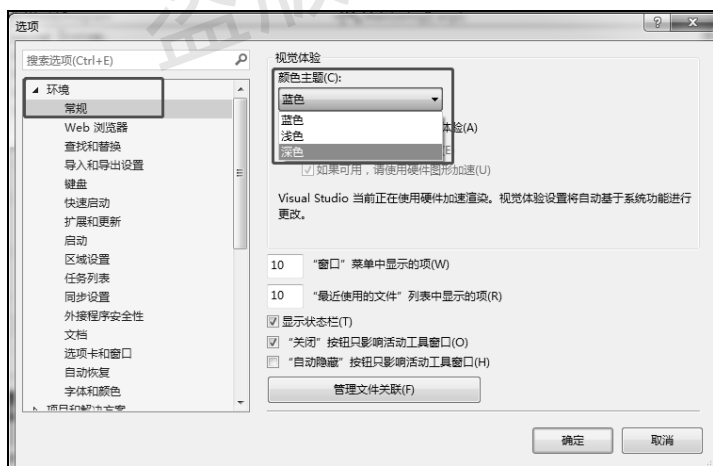 选项
搜索选项(Ctrl+E)
环境
常规
Web 浏览器
查找和替换
导入和导出设置
键盘
快速启动
扩展和更新
启动
区域设置
任务列表
同步设置
外接程序安全性
文档
选项卡和窗口
自动恢复
字体和颜色
项目和解决方案
视觉体验
颜色主题(C):
蓝色
蓝色
浅色
深色
体验(A)
如果可用，请使用硬件图形加速(U)
Visual Studio 当前正在使用硬件加速渲染。视觉体验设置将自动基于系统功能进行
更改。
10 “窗口”菜单中显示的项(W)
10 “最近使用的文件”列表中显示的项(R)
显示状态栏(T)
“关闭”按钮只影响活动工具窗口(O)
“自动隐藏”按钮只影响活动工具窗口(H)
管理文件关联(F)
确定
取消